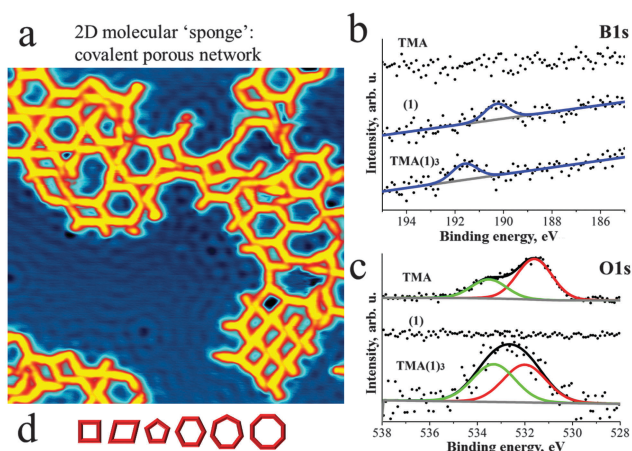 a
2D molecular ‘sponge’:
covalent porous network
b
B1s
TMA
(1)
TMA(1)3
Intensity, arb. u.
194 192 190 188 186
Binding energy, eV
c
O1s
TMA
(1)
TMA(1)3
Intensity, arb. u.
538 536 534 532 530 528
Binding energy, eV
d